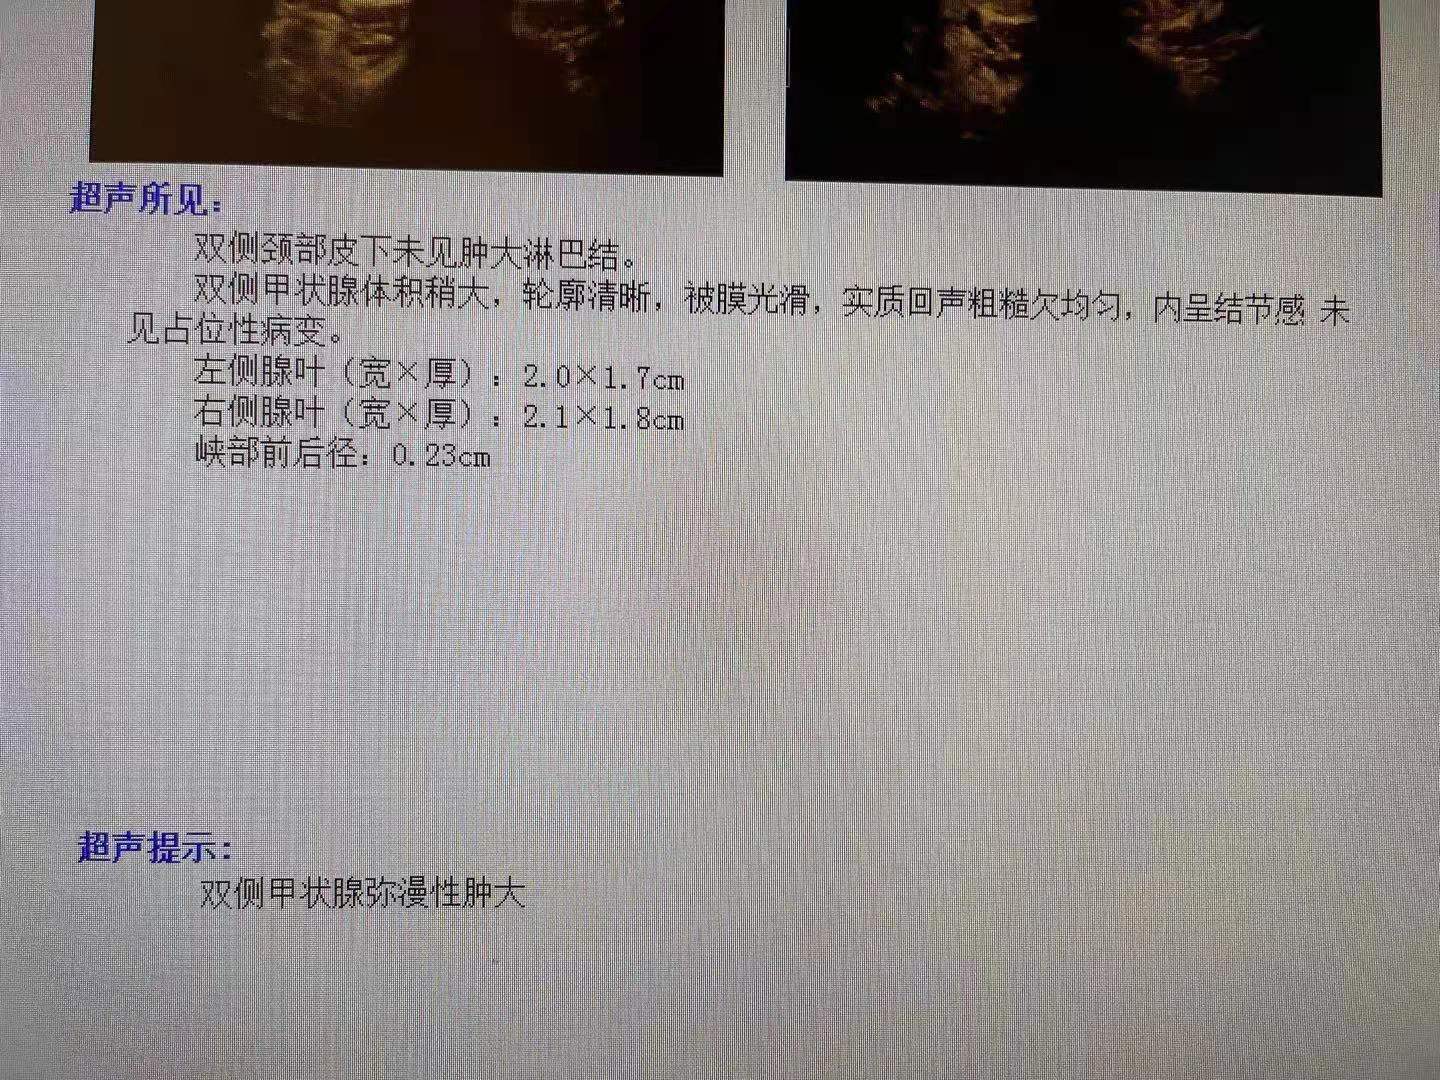 超声所见：
双侧颈部皮下未见肿大淋巴结。
双侧甲状腺体积稍大，轮廓清晰，被膜光滑，实质回声粗糙欠均匀，内呈结节感 未
见占位性病变。
左侧腺叶（宽×厚）：2.0×1.7cm
右侧腺叶（宽×厚）：2.1×1.8cm
峡部前后径：0.23cm
超声提示：
双侧甲状腺弥漫性肿大